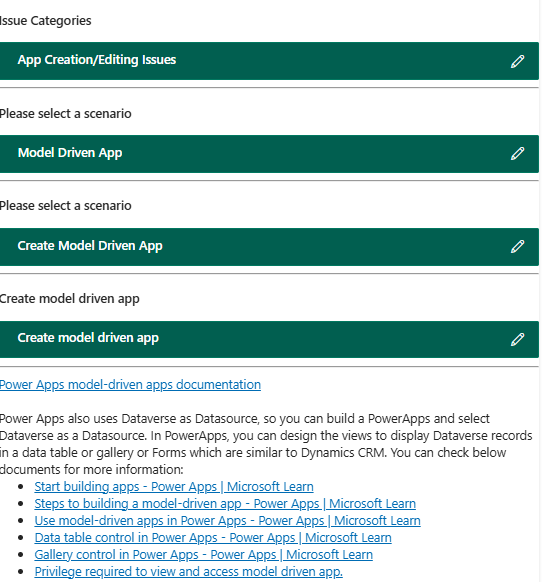 Issue Categories
App Creation/Editing Issues
Please select a scenario
Model Driven App
Please select a scenario
Create Model Driven App
Create model driven app
Create model driven app
Power Apps model-driven apps documentation
Power Apps also uses Dataverse as Datasource, so you can build a PowerApps and select
Dataverse as a Datasource. In PowerApps, you can design the views to display Dataverse records
in a data table or gallery or Forms which are similar to Dynamics CRM. You can check below
documents for more information:
• Start building apps - Power Apps | Microsoft Learn
• Steps to building a model-driven app - Power Apps | Microsoft Learn
• Use model-driven apps in Power Apps - Power Apps | Microsoft Learn
• Data table control in Power Apps - Power Apps | Microsoft Learn
• Gallery control in Power Apps - Power Apps | Microsoft Learn
• Privilege required to view and access model driven app.